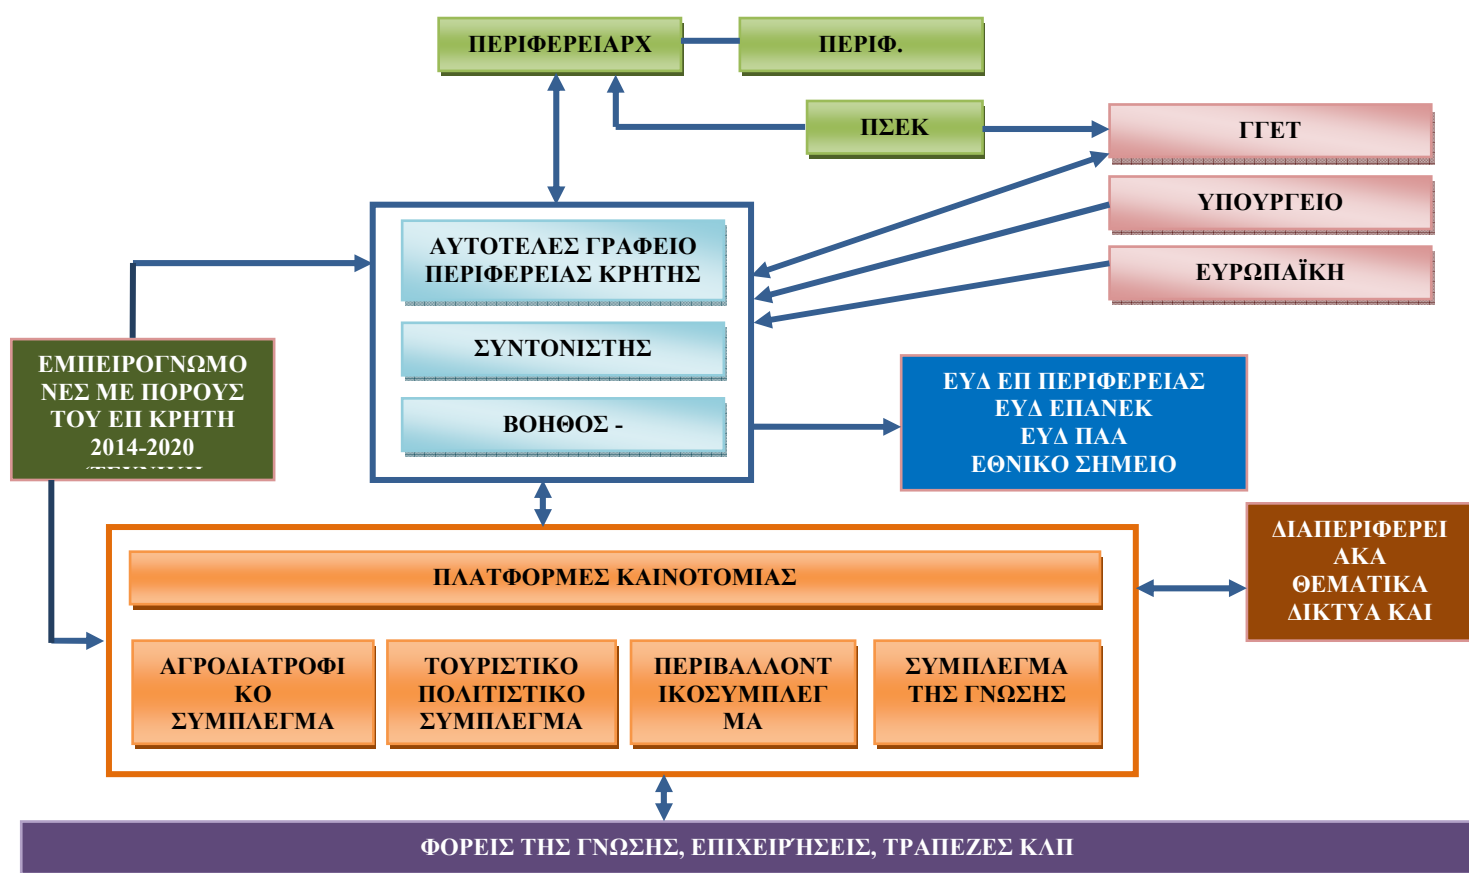 ΠΕΡΙΦΕΡΕΙΑΡΧ
ΠΕΡΙΦ.
ΠΣΕΚ
ΓΓΕΤ
ΥΠΟΥΡΓΕΙΟ
ΕΥΡΩΠΑΪΚΗ
ΑΥΤΟΤΕΛΕΣ ΓΡΑΦΕΙΟ
ΠΕΡΙΦΕΡΕΙΑΣ ΚΡΗΤΗΣ
ΣΥΝΤΟΝΙΣΤΗΣ
ΒΟΗΘΟΣ -
ΕΜΠΕΙΡΟΓΝΩΜΟ
ΝΕΣ ΜΕ ΠΟΡΟΥΣ
ΤΟΥ ΕΠ ΚΡΗΤΗ
2014-2020
ΕΥΔ ΕΠ ΠΕΡΙΦΕΡΕΙΑΣ
ΕΥΔ ΕΠΑΝΕΚ
ΕΥΔ ΠΑΑ
ΕΘΝΙΚΟ ΣΗΜΕΙΟ
ΔΙΑΠΕΡΙΦΕΡΕΙ
ΑΚΑ
ΘΕΜΑΤΙΚΑ
ΔΙΚΤΥΑ ΚΑΙ
ΠΛΑΤΦΟΡΜΕΣ ΚΑΙΝΟΤΟΜΙΑΣ
ΑΓΡΟΔΙΑΤΡΟΦΙ
ΚΟ
ΣΥΜΠΛΕΓΜΑ
ΤΟΥΡΙΣΤΙΚΟ
ΠΟΛΙΤΙΣΤΙΚΟ
ΣΥΜΠΛΕΓΜΑ
ΠΕΡΙΒΑΛΛΟΝΤ
ΙΚΟΣΥΜΠΛΕΓ
ΜΑ
ΣΥΜΠΛΕΓΜΑ
ΤΗΣ ΓΝΩΣΗΣ
ΦΟΡΕΙΣ ΤΗΣ ΓΝΩΣΗΣ, ΕΠΙΧΕΙΡΉΣΕΙΣ, ΤΡΑΠΕΖΕΣ ΚΛΠ